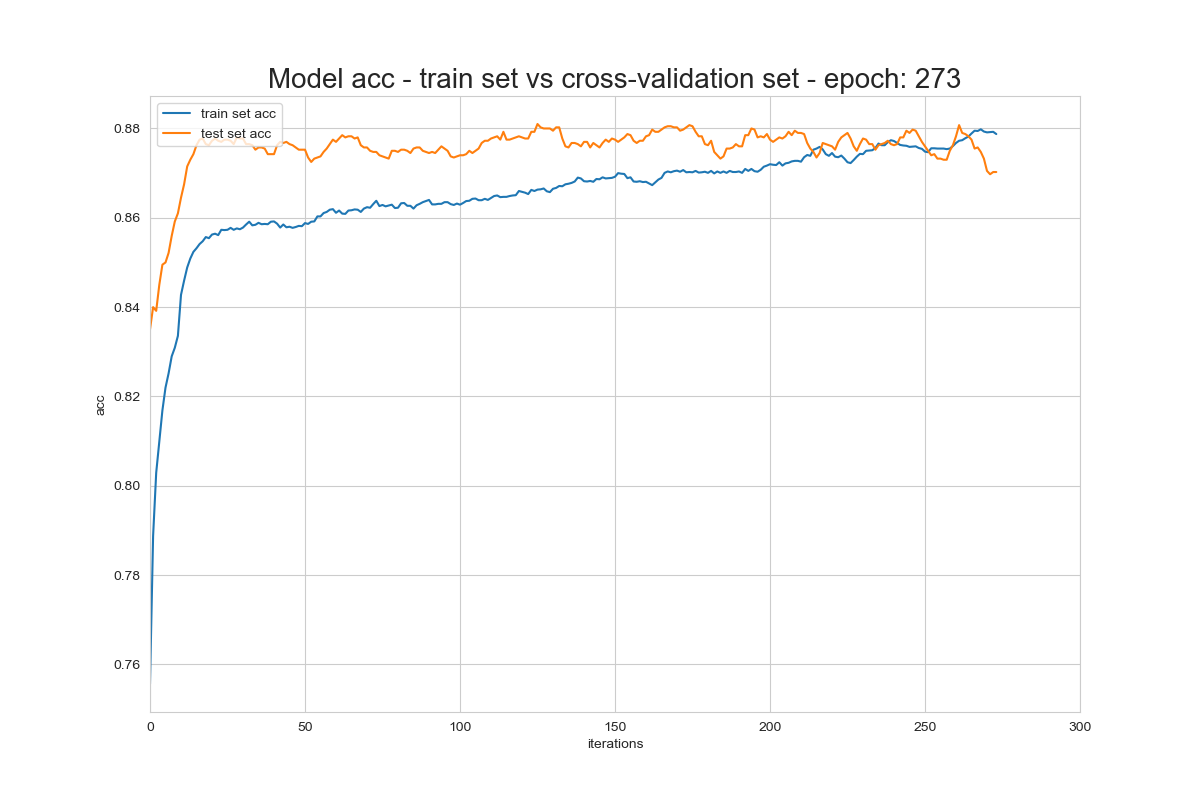 Model acc - train set vs cross-validation set - epoch: 273
train set acc
test set acc
0.88
0.86
0.84
0.82
0.80
0.78
0.76
acc
0 50 100 150 200 250 300
iterations